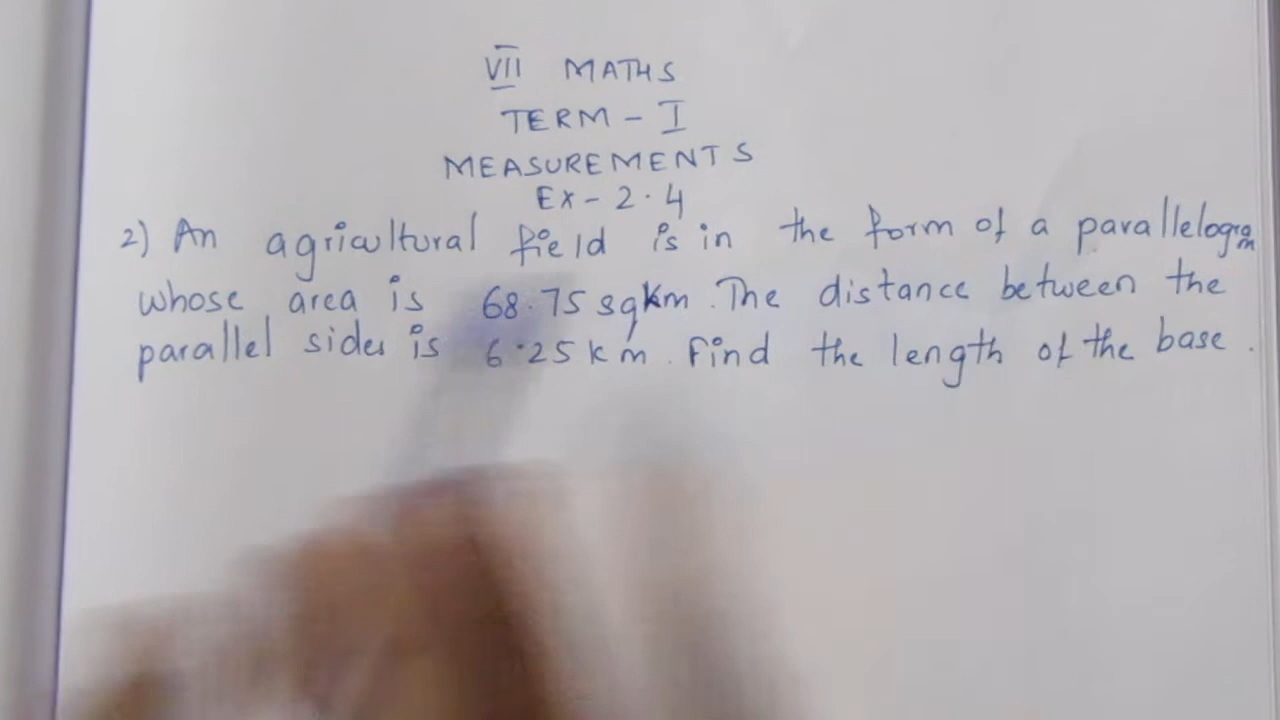 VII MATHS
TERM - I
MEASUREMENTS
EX - 2.4
2) An agricultural field is in the form of a parallelogram
whose area is 68.75 sqkm. The distance between the
parallel sides is 6.25 km. Find the length of the base.